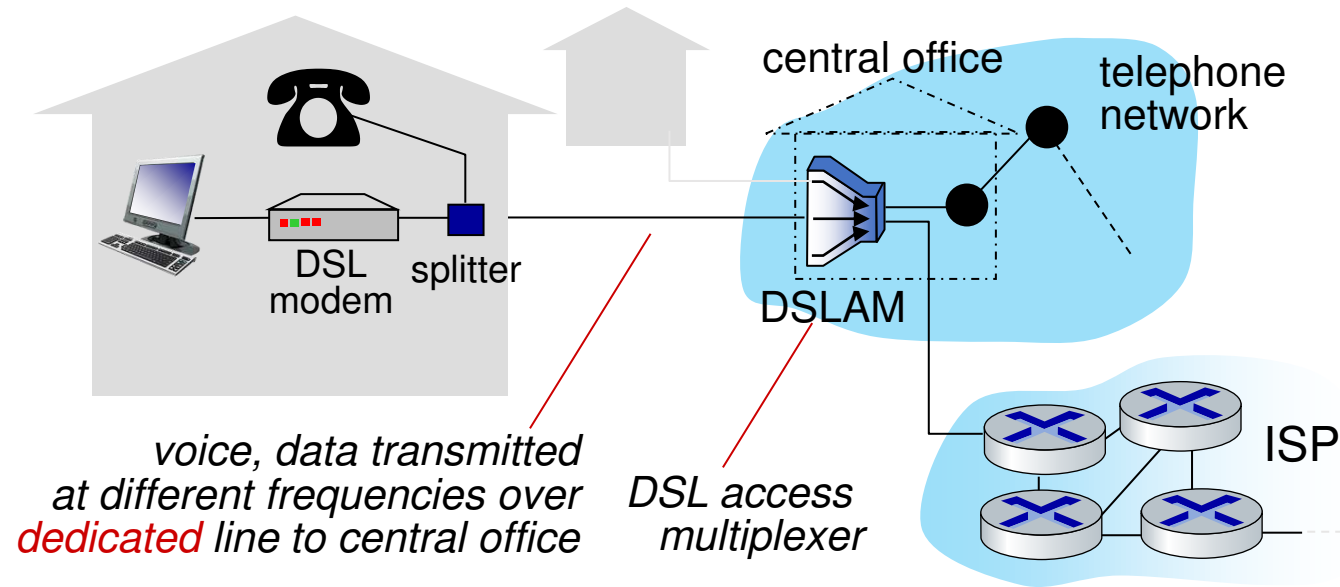 central office
telephone
network
DSL
modem
splitter
DSLAM
ISP
voice, data transmitted
at different frequencies over
dedicated line to central office
DSL access
multiplexer